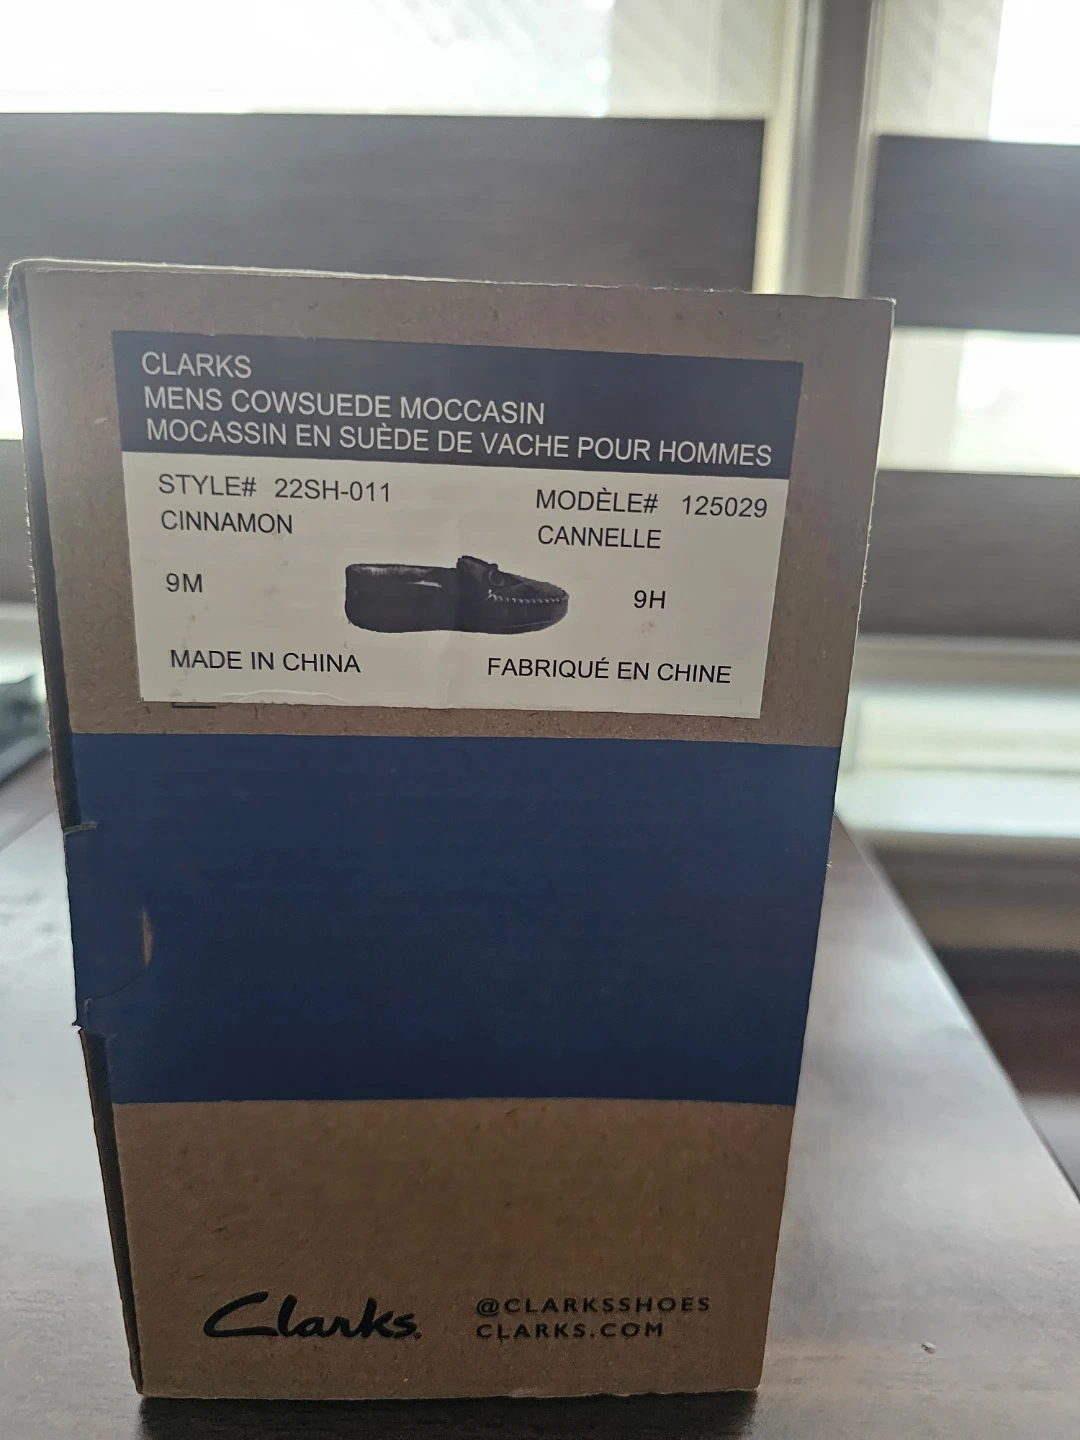 CLARKS
MENS COWSUEDE MOCCASIN
MOCASSIN EN SUÈDE DE VACHE POUR HOMMES
STYLE# 22SH-011 MODÈLE# 125029
CINNAMON CANNELLE
9M 9H
MADE IN CHINA FABRIQUÉ EN CHINE
Clarks. @CLARKSSHOES
CLARKS.COM